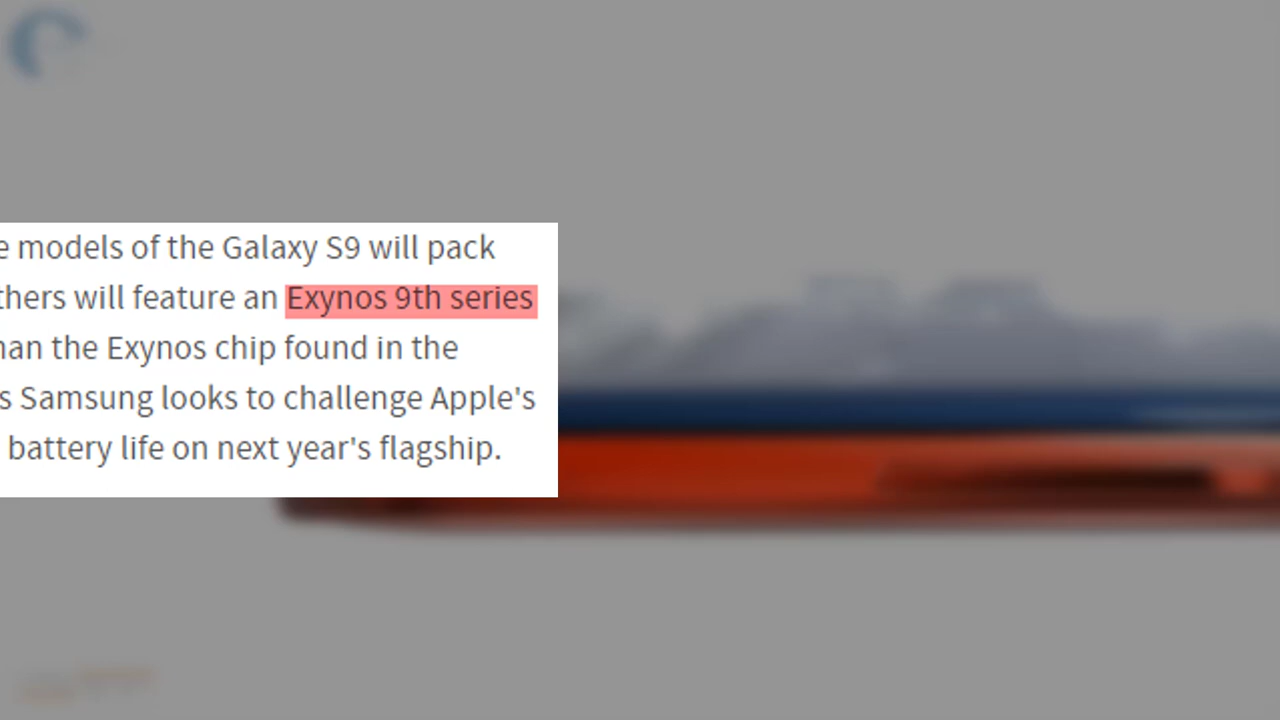 e models of the Galaxy S9 will pack
thers will feature an Exynos 9th series
han the Exynos chip found in the
s Samsung looks to challenge Apple's
battery life on next year's flagship.